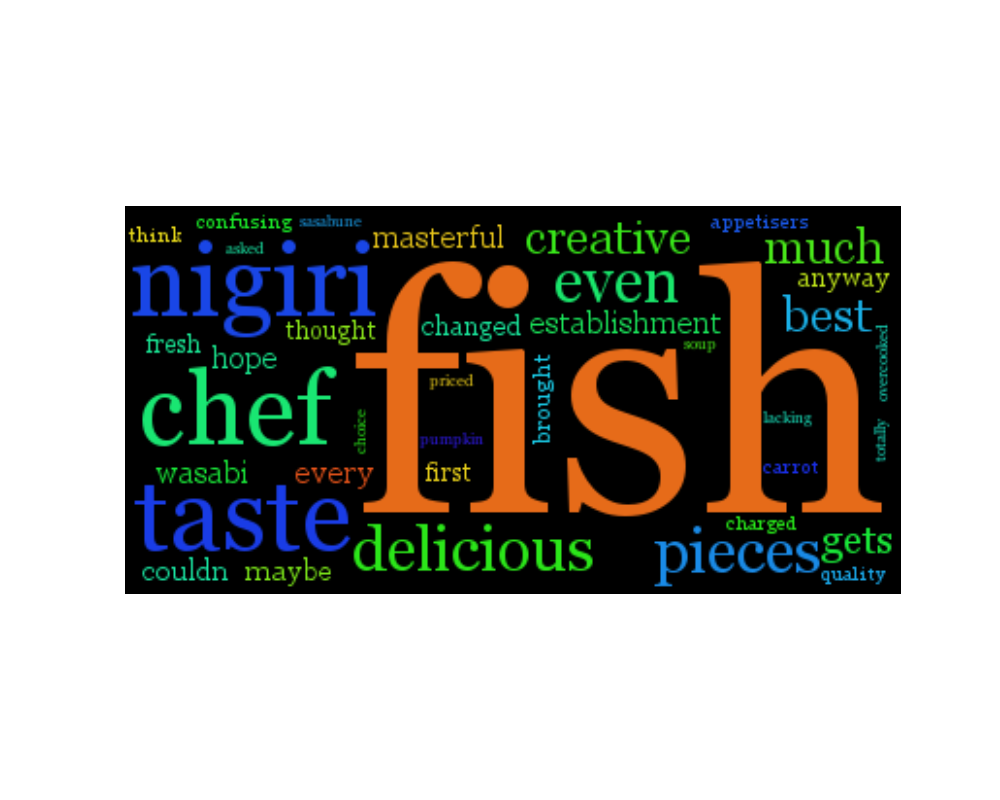 confusing
sasabune
appetisers
think
asked
masterful
creative
much
nigiri
even
anyway
fish
best
thought
changed
establishment
fresh
hope
soup
overcooked
chef
priced
brought
choice
pumpkin
lacking
totally
wasabi
every
first
carrot
taste
delicious
charged
pieces
gets
couldn
maybe
quality